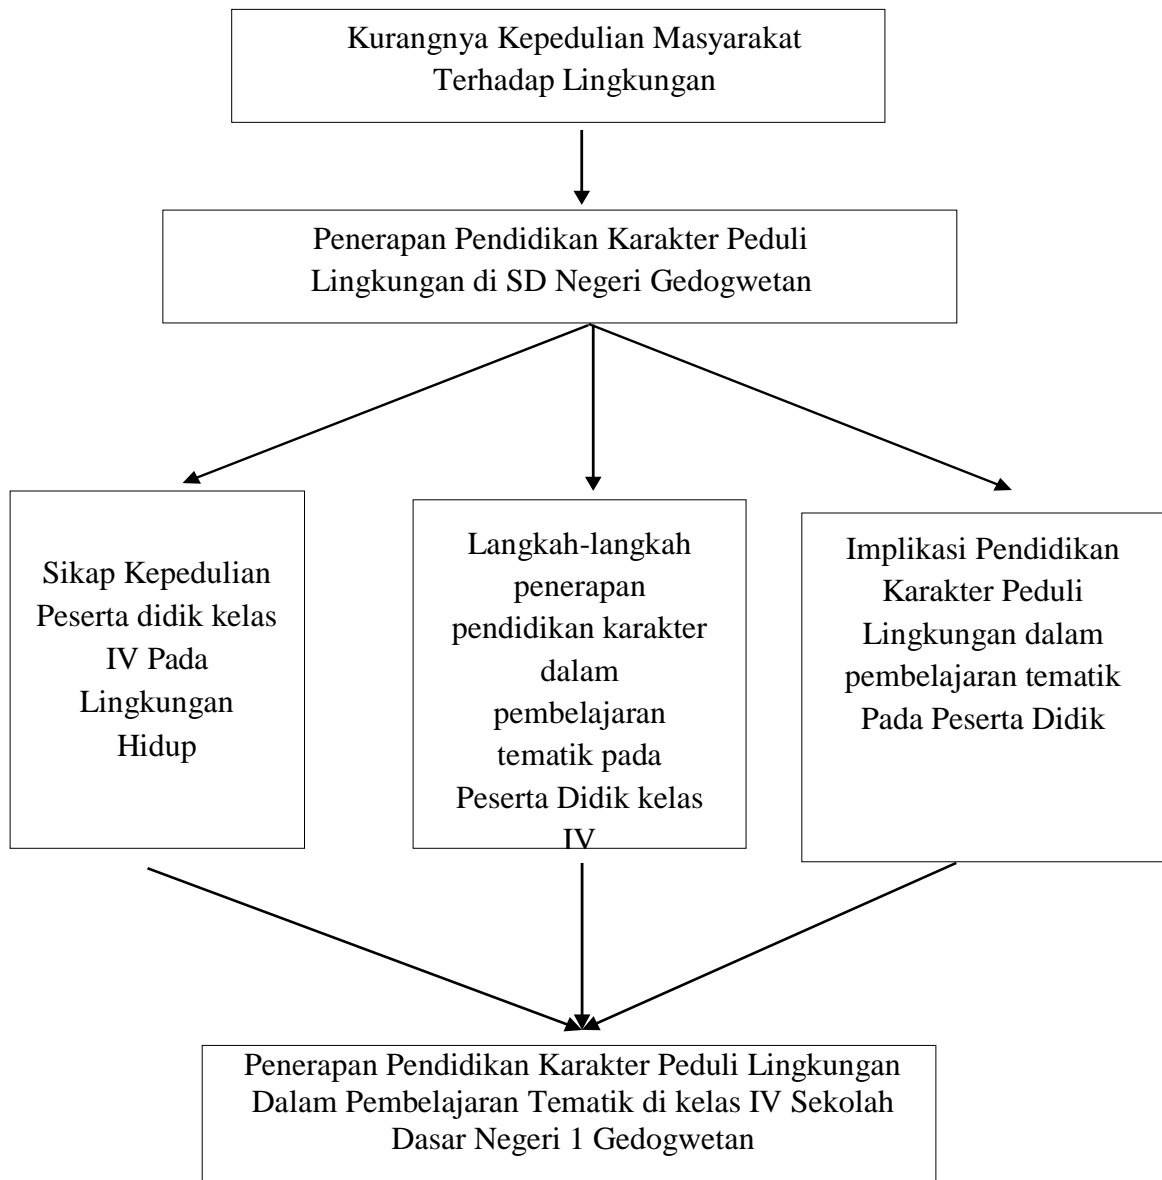 Kurangnya Kepedulian Masyarakat
Terhadap Lingkungan
Penerapan Pendidikan Karakter Peduli
Lingkungan di SD Negeri Gedogwetan
Sikap Kepedulian
Peserta didik kelas
IV Pada
Lingkungan
Hidup
Langkah-langkah
penerapan
pendidikan karakter
dalam
pembelajaran
tematik pada
Peserta Didik kelas
IV
Implikasi Pendidikan
Karakter Peduli
Lingkungan dalam
pembelajaran tematik
Pada Peserta Didik
Penerapan Pendidikan Karakter Peduli Lingkungan
Dalam Pembelajaran Tematik di kelas IV Sekolah
Dasar Negeri 1 Gedogwetan